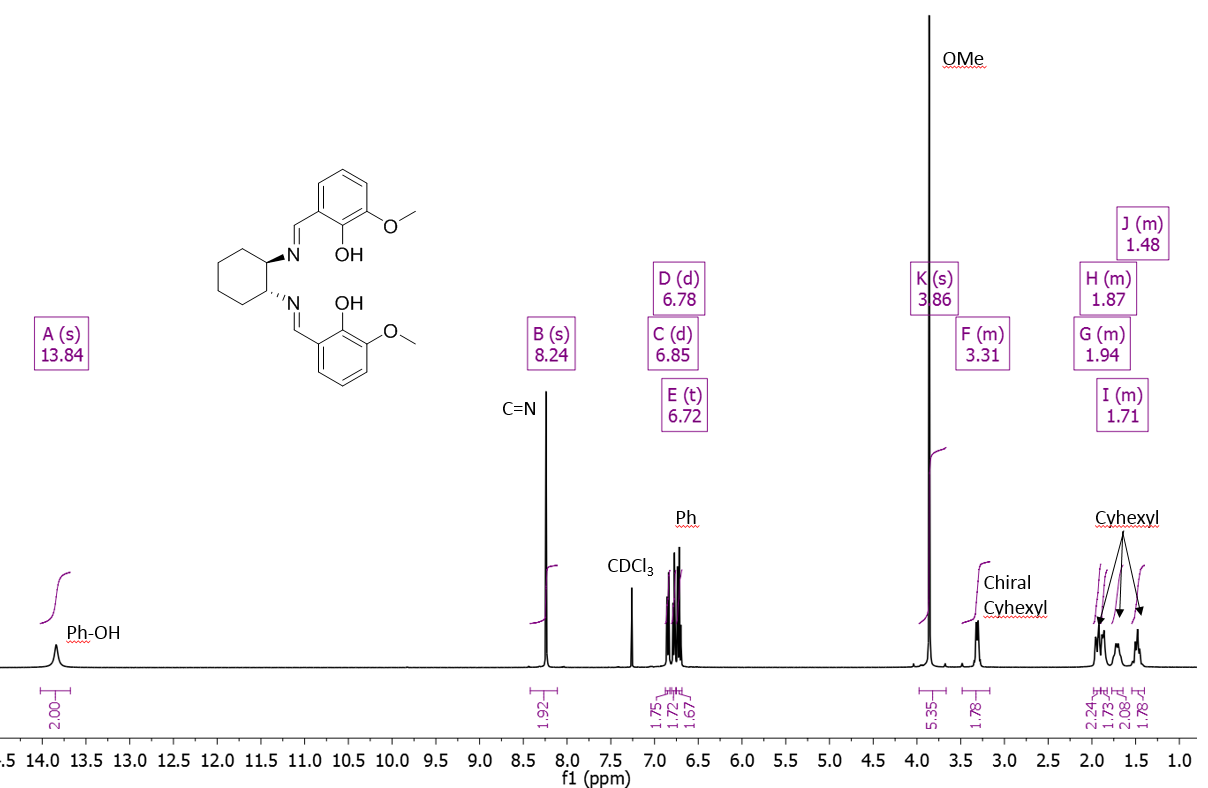 OMe
J (m)
1.48
D (d)
6.78
K (s)
3.86
H (m)
1.87
A (s)
13.84
B (s)
8.24
C (d)
6.85
F (m)
3.31
G (m)
1.94
E (t)
6.72
I (m)
1.71
O
OH
N
N
OH
O
C=N
Ph
Cyhexyl
CDCl₃
Chiral
Cyhexyl
Ph-OH
2.00
1.92
1.75
1.72
1.67
5.35
1.78
2.24
1.73
2.08
1.78
.5 14.0 13.5 13.0 12.5 12.0 11.5 11.0 10.5 10.0 9.5 9.0 8.5 8.0 7.5 7.0 6.5 6.0 5.5 5.0 4.5 4.0 3.5 3.0 2.5 2.0 1.5 1.0
f1 (ppm)